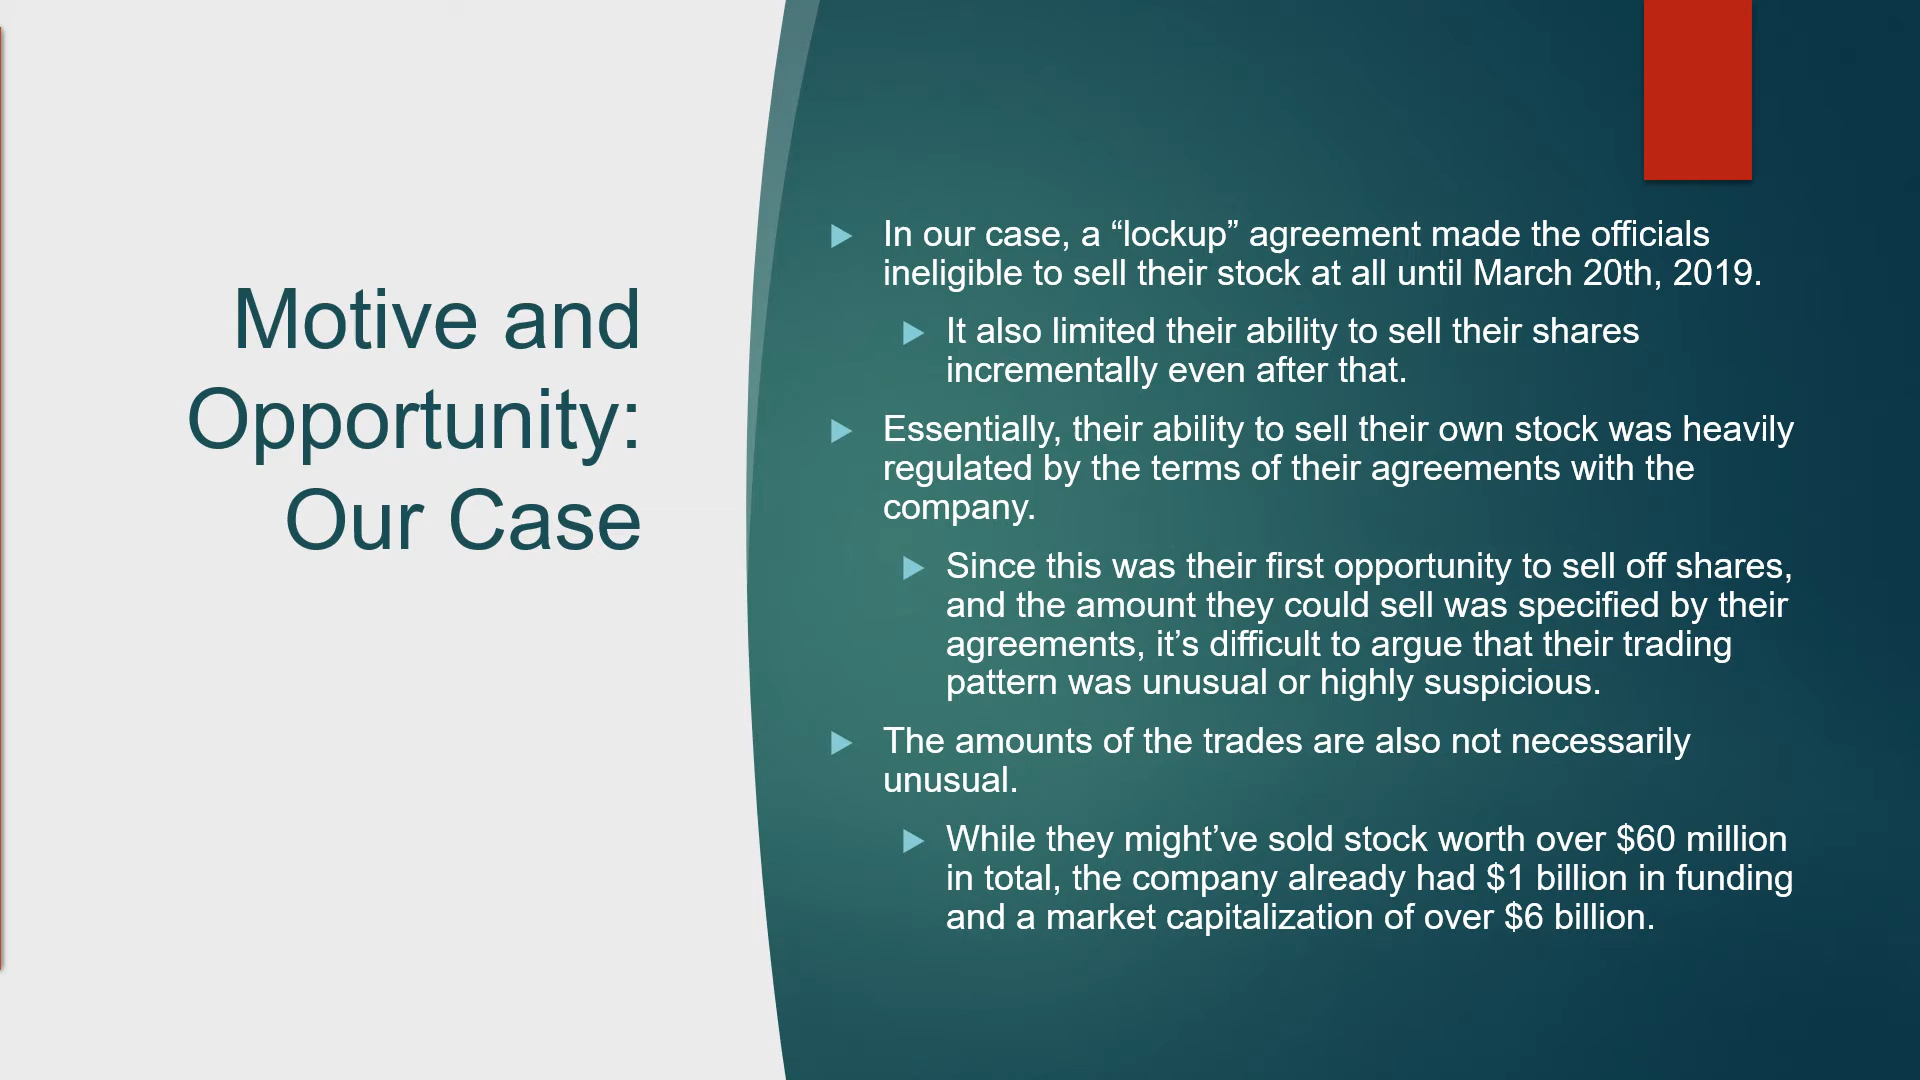 Motive and
Opportunity:
Our Case
In our case, a “lockup” agreement made the officials
ineligible to sell their stock at all until March 20th, 2019.
It also limited their ability to sell their shares
incrementally even after that.
Essentially, their ability to sell their own stock was heavily
regulated by the terms of their agreements with the
company.
Since this was their first opportunity to sell off shares,
and the amount they could sell was specified by their
agreements, it’s difficult to argue that their trading
pattern was unusual or highly suspicious.
The amounts of the trades are also not necessarily
unusual.
While they might’ve sold stock worth over $60 million
in total, the company already had $1 billion in funding
and a market capitalization of over $6 billion.